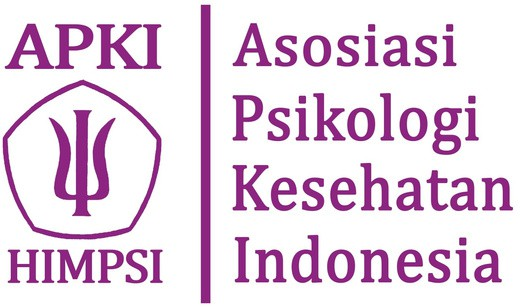 APKI
HIMPSI
Asosiasi
Psikologi
Kesehatan
Indonesia